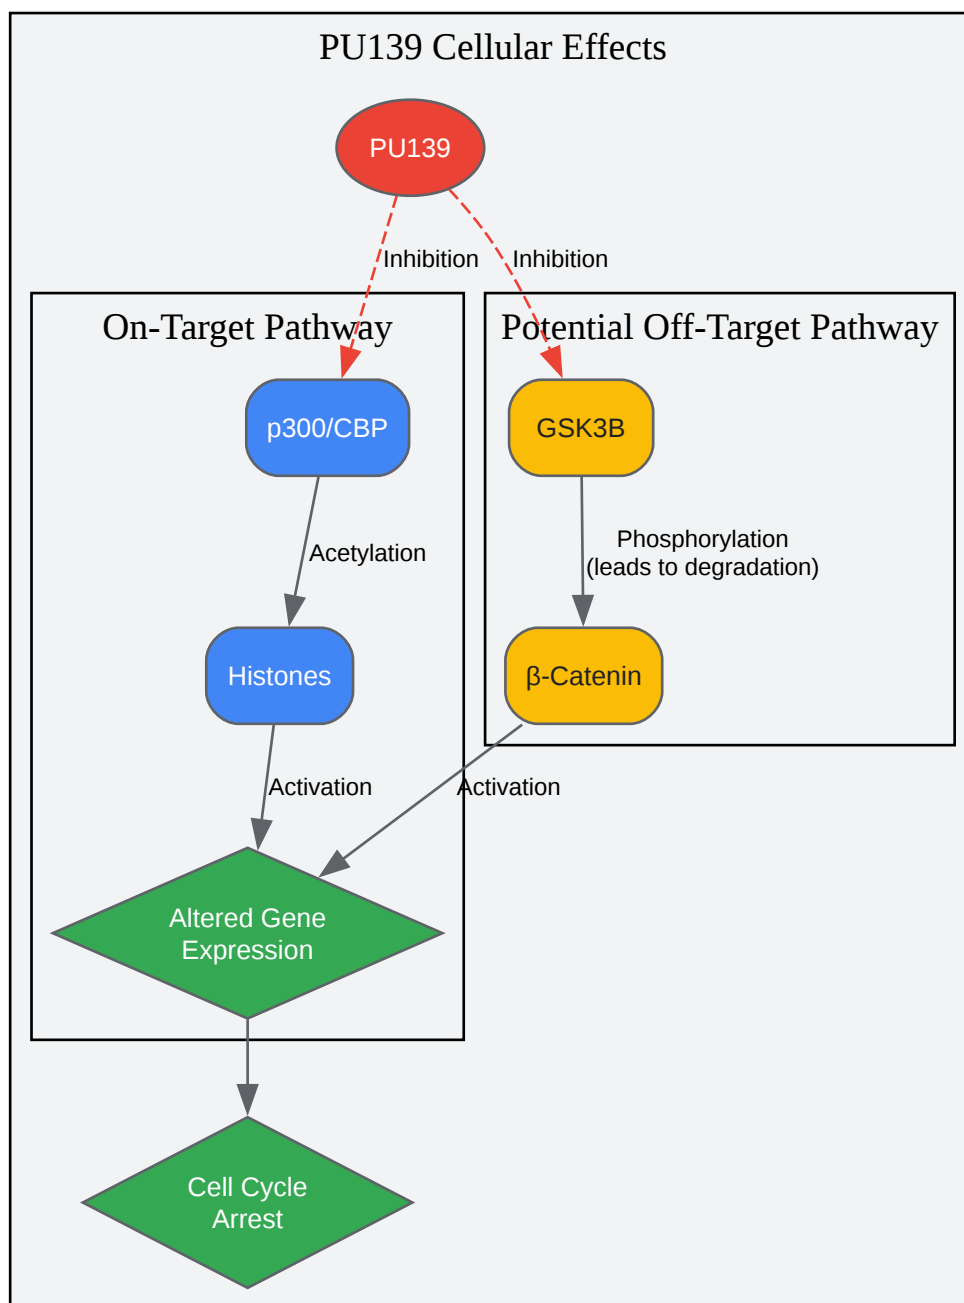 PU139 Cellular Effects
PU139
Inhibition
Inhibition
On-Target Pathway
Potential Off-Target Pathway
p300/CBP
GSK3B
Acetylation
Phosphorylation
(leads to degradation)
Histones
β-Catenin
Activation
Activation
Altered Gene
Expression
Cell Cycle
Arrest